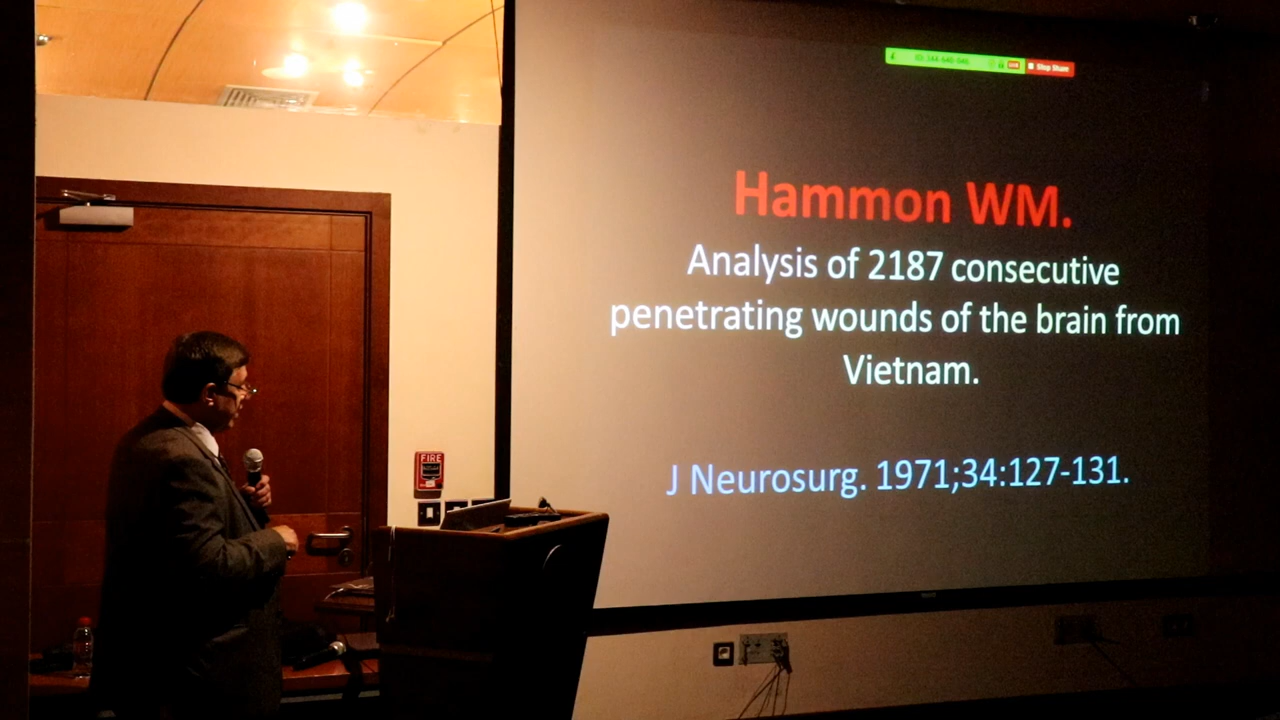 Stop Share
Hammon WM.
Analysis of 2187 consecutive
penetrating wounds of the brain from
Vietnam.
J Neurosurg. 1971;34:127-131.
FIRE